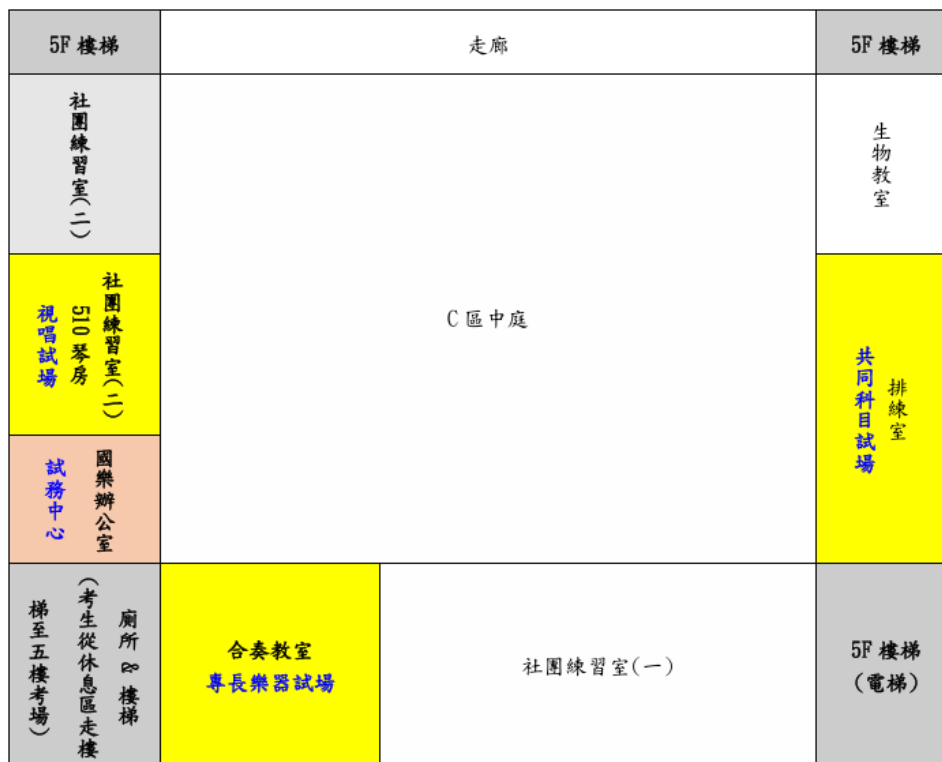 5F 樓梯
走廊
5F 樓梯
社團練習室(二)
生物教室
社團練習室(二)
510 琴房
視唱試場
C 區中庭
排練室
共同科目試場
國樂辦公室
試務中心
廁所 & 樓梯
(考生從休息區走樓
梯至五樓考場)
合奏教室
專長樂器試場
社團練習室(一)
5F 樓梯
(電梯)